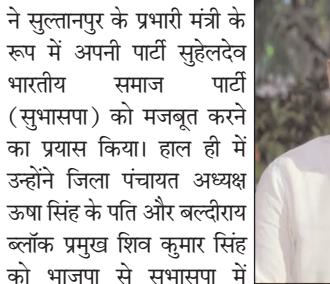 ने सुल्तानपुर के प्रभारी मंत्री के
रूप में अपनी पार्टी सुहेलदेव
भारतीय समाज पार्टी
(सुभासपा) को मजबूत करने
का प्रयास किया। हाल ही में
उन्होंने जिला पंचायत अध्यक्ष
ऊषा सिंह के पति और बल्दीराय
ब्लॉक प्रमुख शिव कुमार सिंह
को भाजपा से सुभासपा में